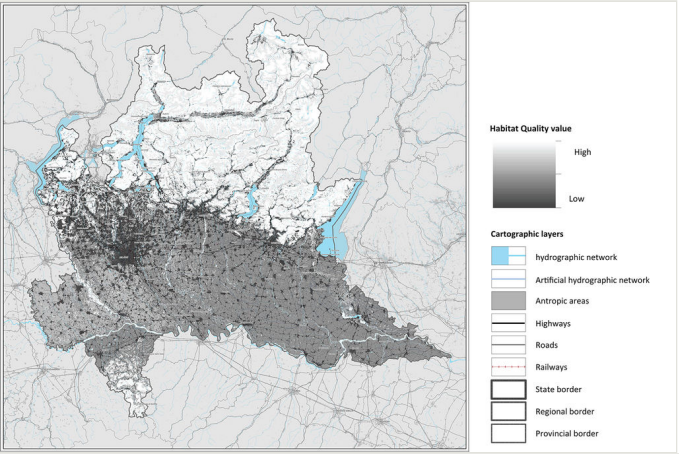 Habitat Quality value
High
Low
Cartographic layers
hydrographic network
Artificial hydrographic network
Antropic areas
Highways
Roads
Railways
State border
Regional border
Provincial border